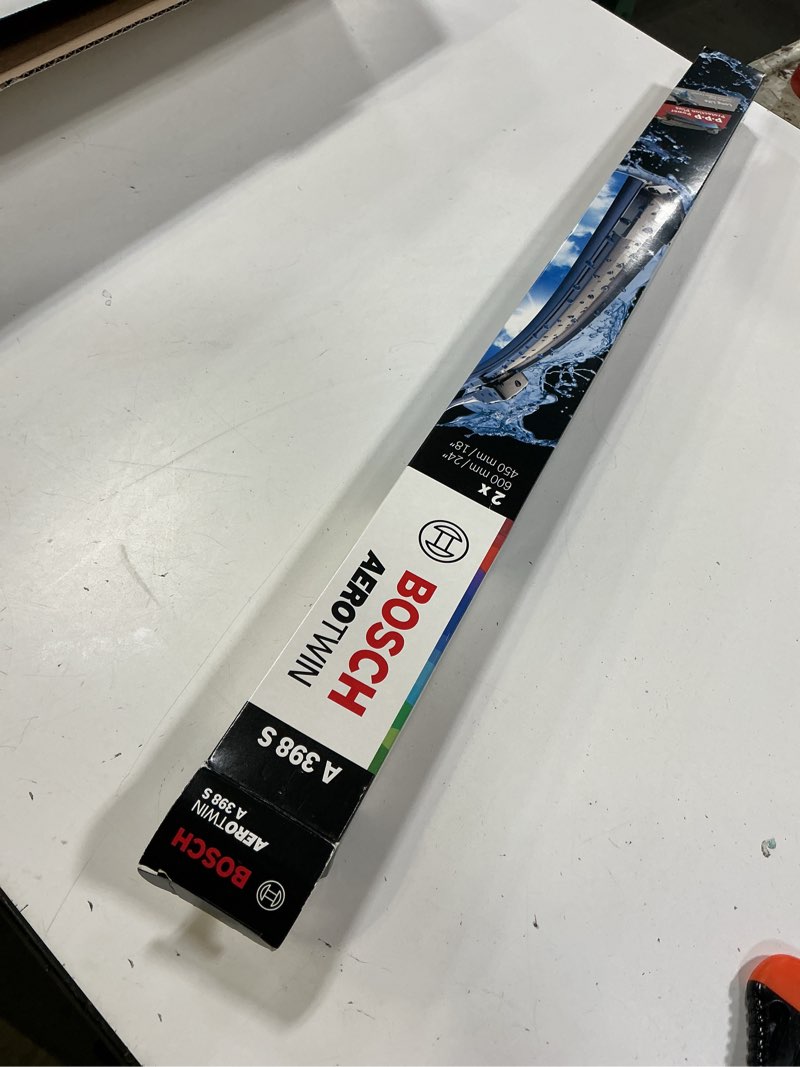 2 x
600 mm / 24"
450 mm / 18"
BOSCH
AEROTWIN
A 398 S
BOSCH
AEROTWIN
A 398 S